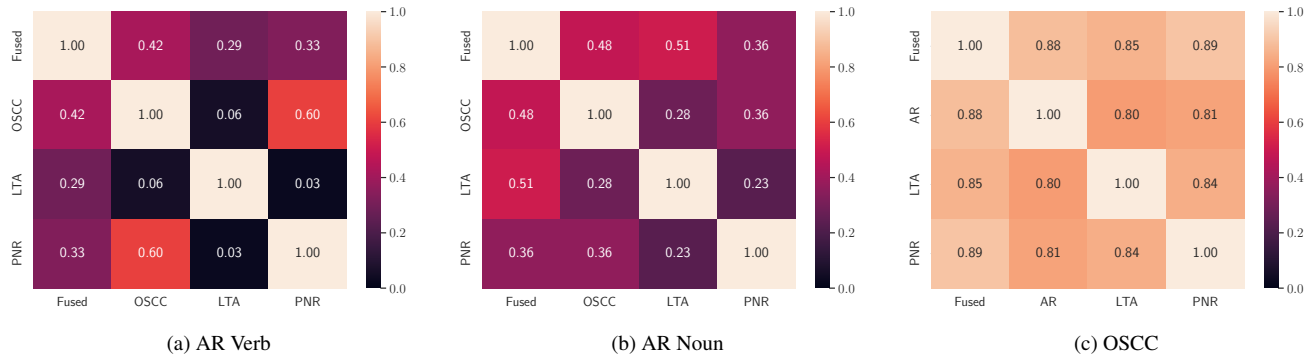 Fused 1.00 0.42 0.29 0.33
OSCC 0.42 1.00 0.06 0.60
LTA 0.29 0.06 1.00 0.03
PNR 0.33 0.60 0.03 1.00
Fused OSCC LTA PNR
1.0
0.8
0.6
0.4
0.2
0.0
(a) AR Verb
Fused 1.00 0.48 0.51 0.36
OSCC 0.48 1.00 0.28 0.36
LTA 0.51 0.28 1.00 0.23
PNR 0.36 0.36 0.23 1.00
Fused OSCC LTA PNR
1.0
0.8
0.6
0.4
0.2
0.0
(b) AR Noun
Fused 1.00 0.88 0.85 0.89
AR 0.88 1.00 0.80 0.81
LTA 0.85 0.80 1.00 0.84
PNR 0.89 0.81 0.84 1.00
Fused AR LTA PNR
1.0
0.8
0.6
0.4
0.2
0.0
(c) OSCC